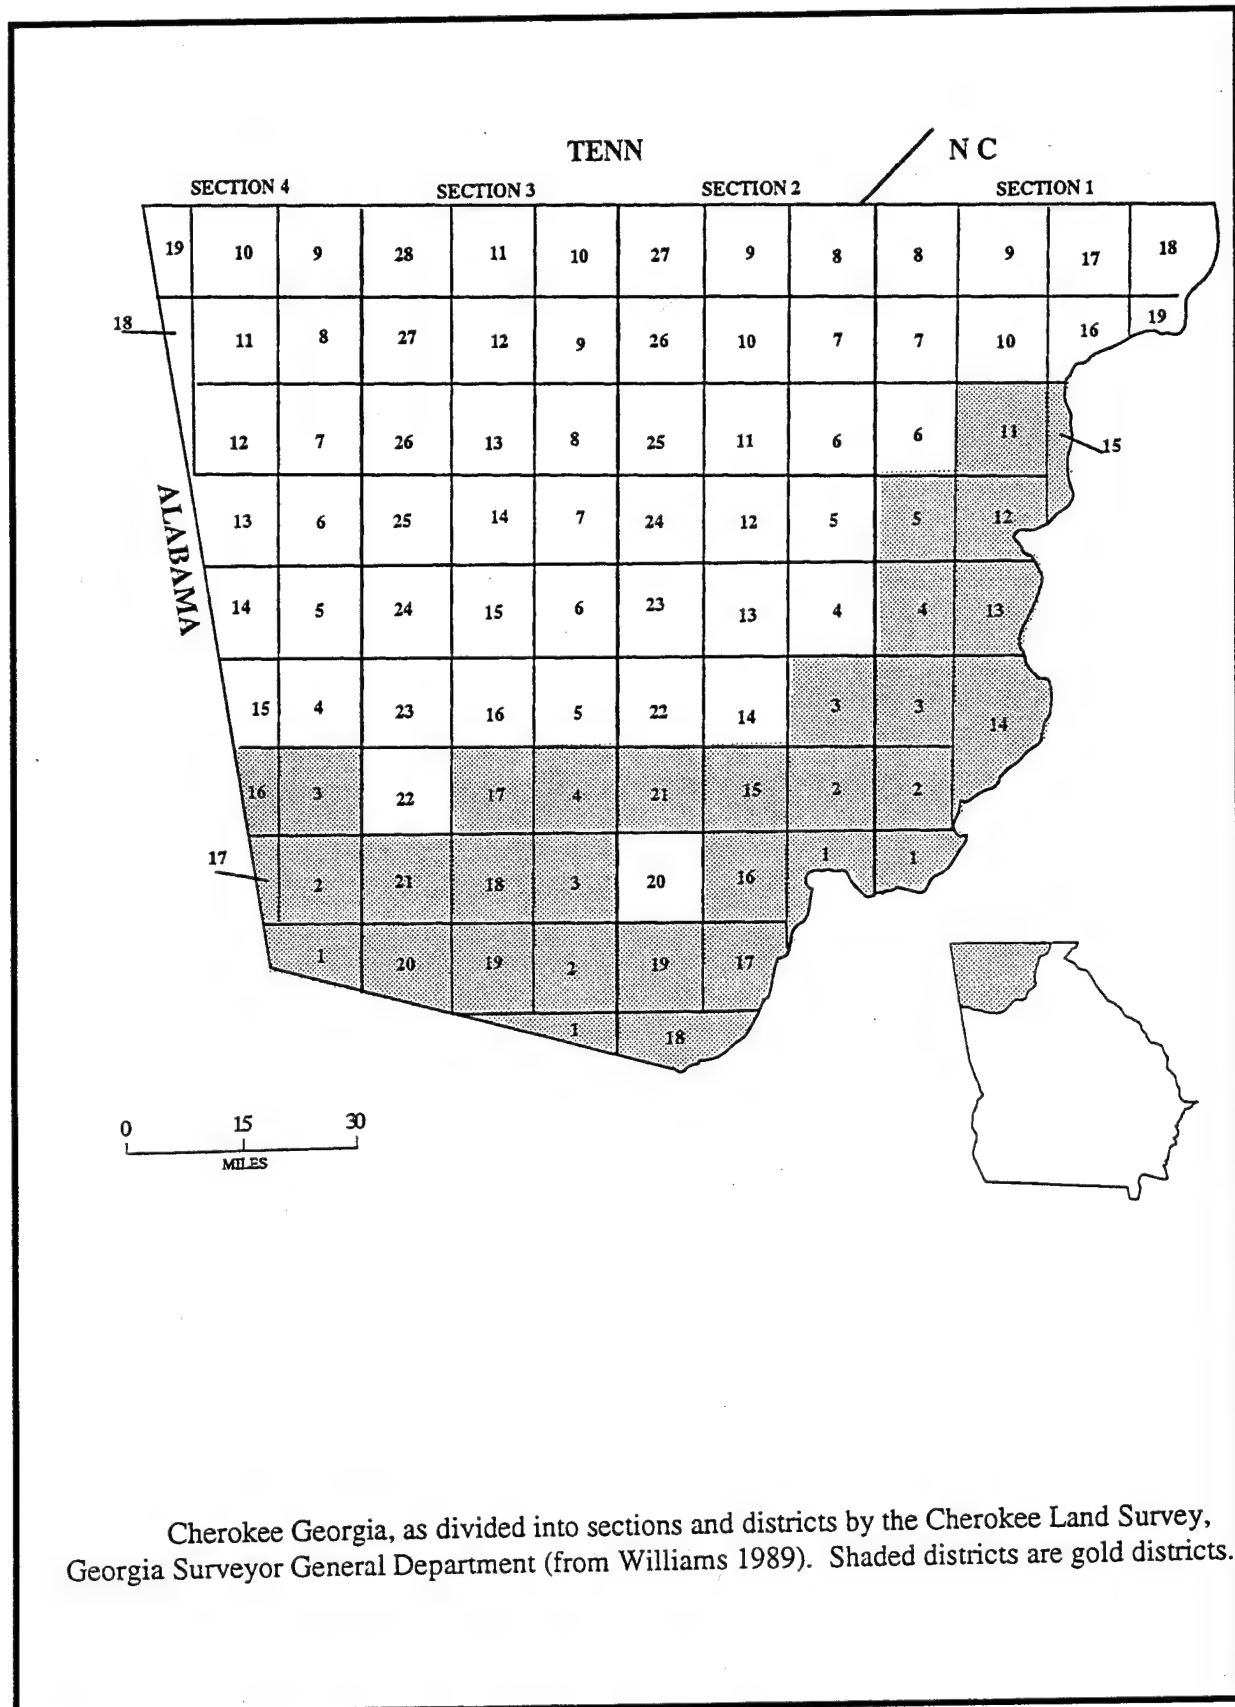 TENN N C
SECTION 4 SECTION 3 SECTION 2 SECTION 1
19 10 9 28 11 10 27 9 8 8 9 17 18
18 11 8 27 12 9 26 10 7 7 10 16 19
12 7 26 13 8 25 11 6 6 11 15
ALABAMA
13 6 25 14 7 24 12 5 5 12
14 5 24 15 6 23 13 4 4 13
15 4 23 16 5 22 14 3 3 14
16 3 22 17 4 21 15 2 2
17 2 21 18 3 20 16 1 1
1 20 19 2 19 17
1 18
0 15 30
MILES
Cherokee Georgia, as divided into sections and districts by the Cherokee Land Survey,
Georgia Surveyor General Department (from Williams 1989). Shaded districts are gold districts.